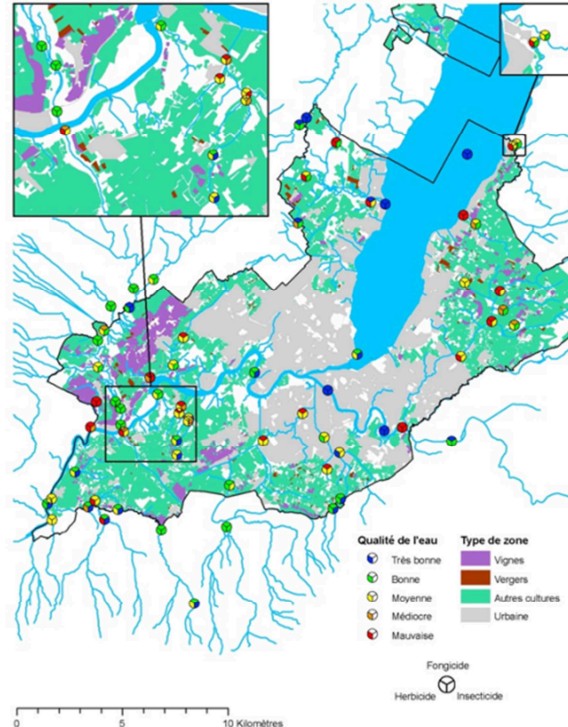 Qualité de l'eau
Très bonne
Bonne
Moyenne
Médiocre
Mauvaise
Type de zone
Vignes
Vergers
Autres cultures
Urbaine
Fongicide
Herbicide Insecticide
0 5 10 Kilomètres